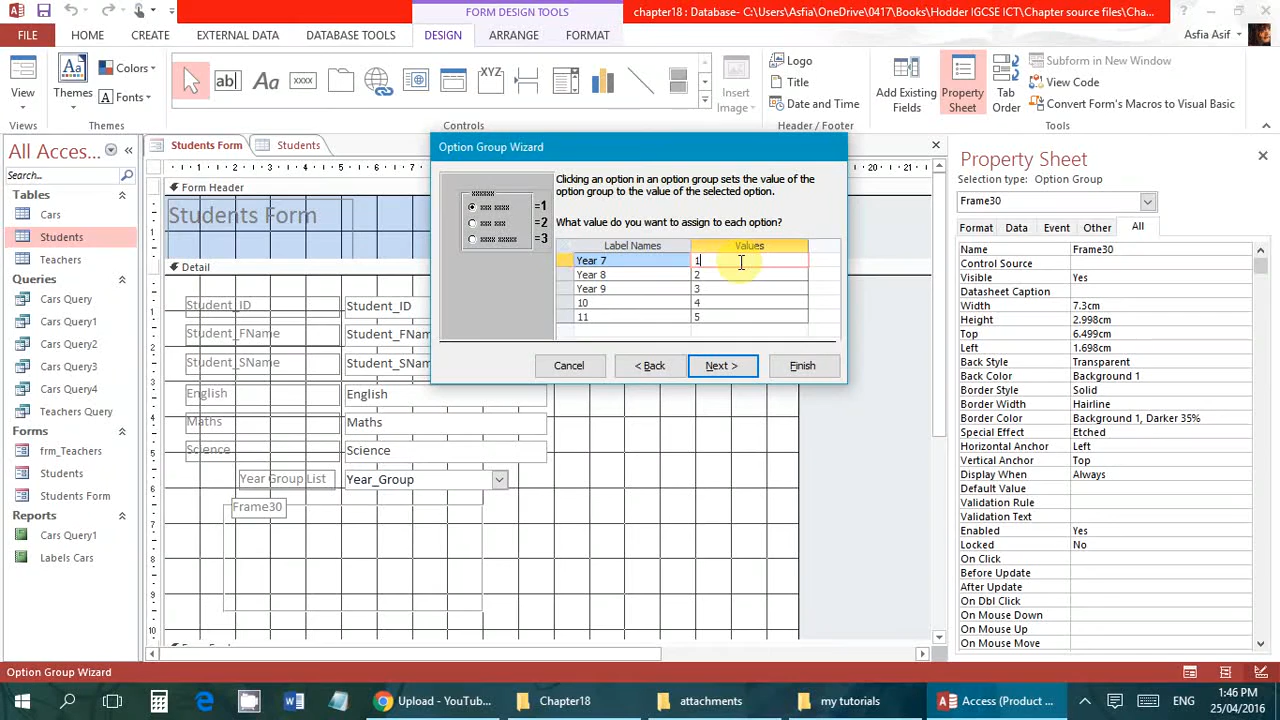 FORM DESIGN TOOLS
chapter18 : Database- C:\Users\Asfia\OneDrive\0417\Books\Hodder IGCSE ICT\Chapter source files\Cha...
FILE HOME CREATE EXTERNAL DATA DATABASE TOOLS DESIGN ARRANGE FORMAT Asfia Asif
View
Themes
Colors
Fonts
Insert Image
Logo
Title
Date and Time
Add Existing Fields
Property Sheet
Tab Order
Subform in New Window
View Code
Convert Form's Macros to Visual Basic
Views Themes Controls Header / Footer Tools
All Acces...
Search...
Tables
Cars
Students
Teachers
Queries
Cars Query
Cars Query1
Cars Query2
Cars Query3
Cars Query4
Teachers Query
Forms
frm_Teachers
Students
Students Form
Reports
Cars Query1
Labels Cars
Students Form Students
Form Header
Students Form
Detail
Student_ID Student_ID
Student_FName Student_FNa
Student_SName Student_SNa
English English
Maths Maths
Science Science
Year Group List Year_Group
Frame30
Option Group Wizard
Clicking an option in an option group sets the value of the
option group to the value of the selected option.
What value do you want to assign to each option?
=1
=2
=3
Label Names Values
Year 7 1
Year 8 2
Year 9 3
10 4
11 5
Cancel < Back Next > Finish
Property Sheet
Selection type: Option Group
Frame30
Format Data Event Other All
Name Frame30
Control Source
Visible Yes
Datasheet Caption
Width 7.3cm
Height 2.998cm
Top 6.499cm
Left 1.698cm
Back Style Transparent
Back Color Background 1
Border Style Solid
Border Width Hairline
Border Color Background 1, Darker 35%
Special Effect Etched
Horizontal Anchor Left
Vertical Anchor Top
Display When Always
Default Value
Validation Rule
Validation Text
Enabled Yes
Locked No
On Click
Before Update
After Update
On Dbl Click
On Mouse Down
On Mouse Up
On Mouse Move
Option Group Wizard
Upload - YouTu... Chapter18 attachments my tutorials Access (Product ... ENG 1:46 PM
25/04/2016